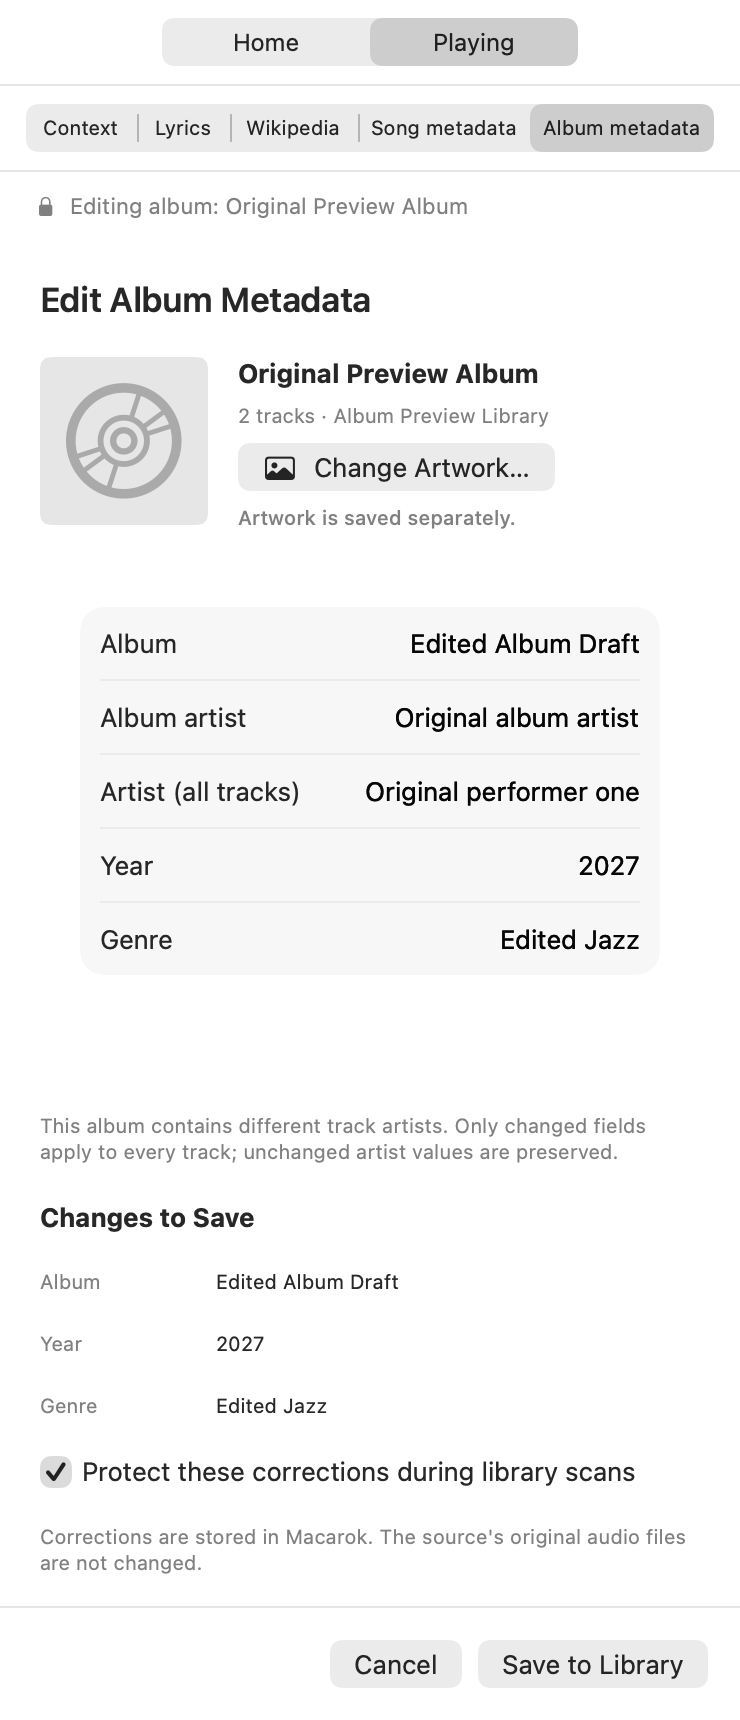 Home Playing
Context Lyrics Wikipedia Song metadata Album metadata
Editing album: Original Preview Album
Edit Album Metadata
Original Preview Album
2 tracks · Album Preview Library
Change Artwork...
Artwork is saved separately.
Album Edited Album Draft
Album artist Original album artist
Artist (all tracks) Original performer one
Year 2027
Genre Edited Jazz
This album contains different track artists. Only changed fields
apply to every track; unchanged artist values are preserved.
Changes to Save
Album Edited Album Draft
Year 2027
Genre Edited Jazz
Protect these corrections during library scans
Corrections are stored in Macarok. The source's original audio files
are not changed.
Cancel Save to Library